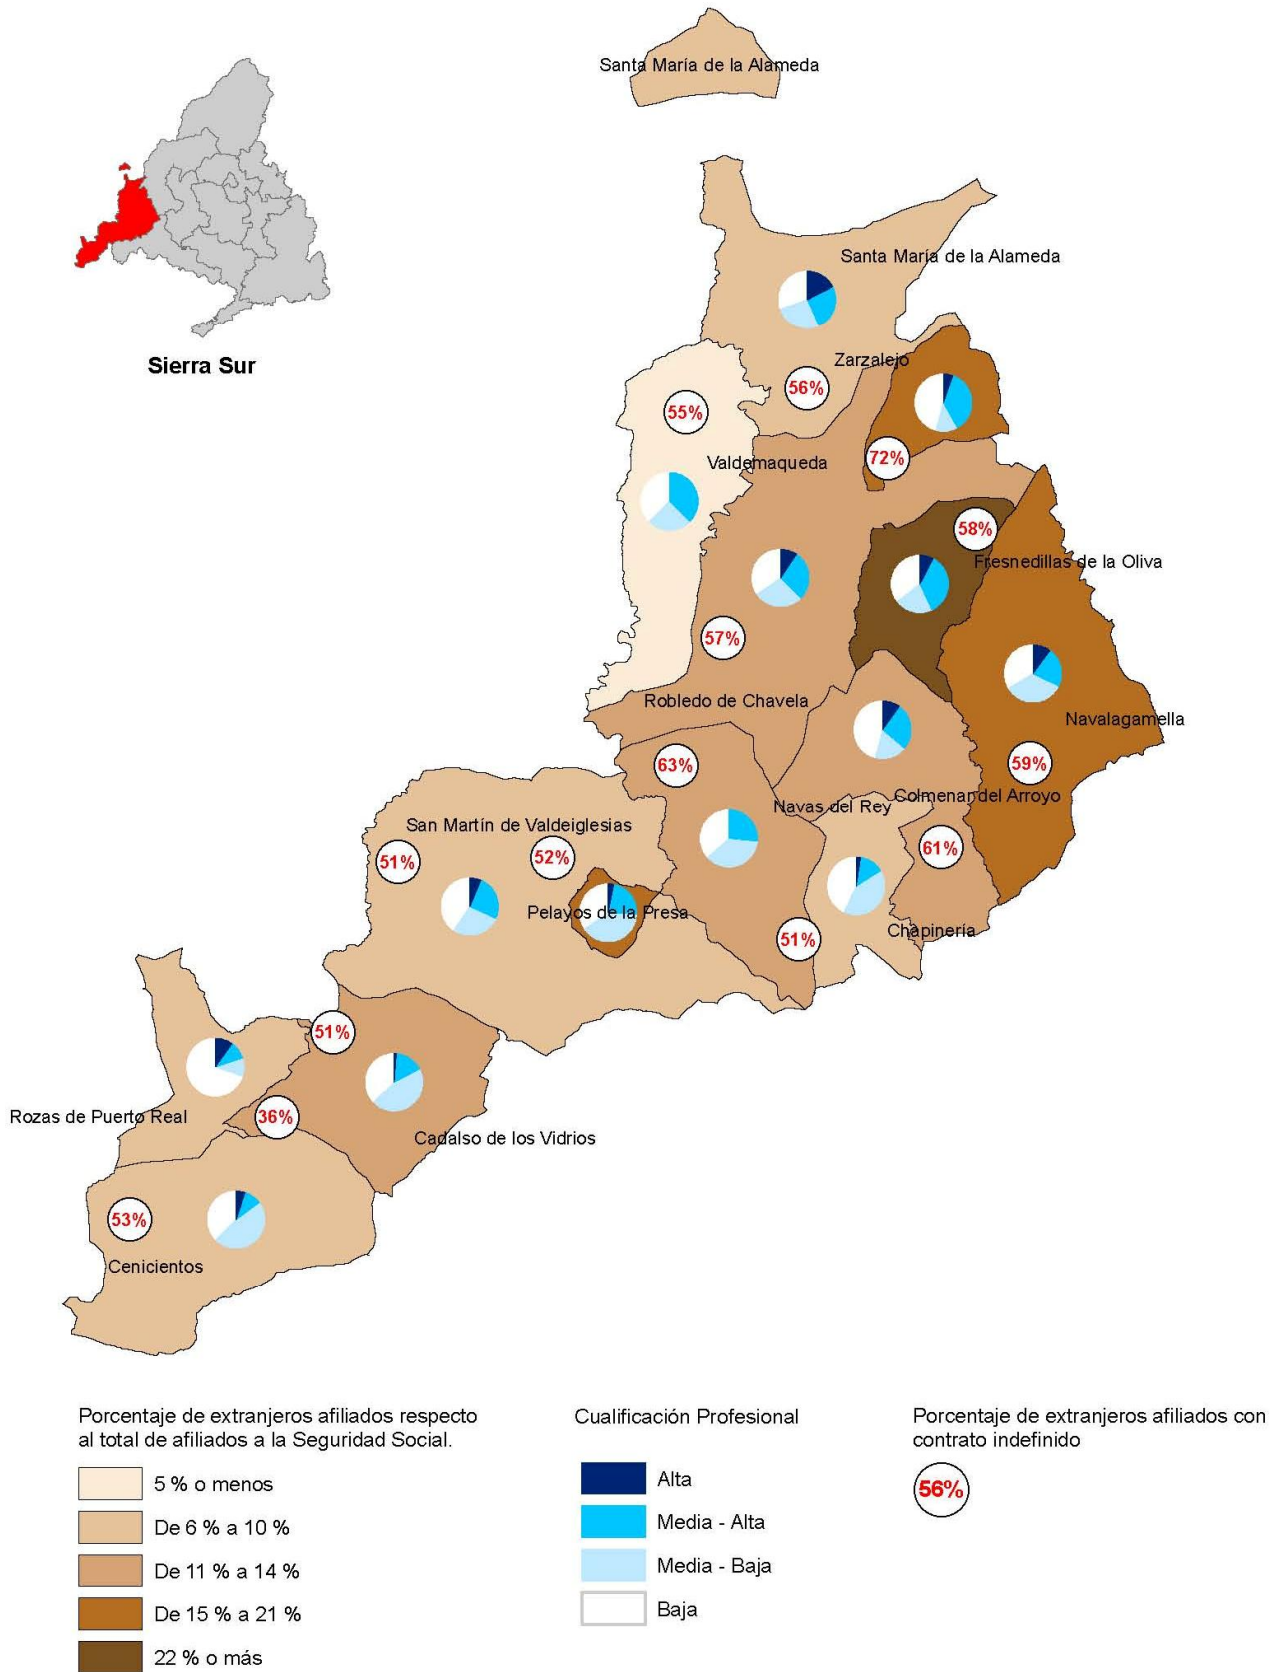 Santa María de la Alameda
Sierra Sur
Santa María de la Alameda
Zarzalejo
56%
55%
Valdemaqueda
72%
58%
Fresnedillas de la Oliva
57%
Robledo de Chavela
Navalagamella
59%
63%
Navas del Rey
Colmenar del Arroyo
San Martín de Valdeiglesias
51%
52%
61%
Pelayos de la Presa
51%
Chapinería
51%
Rozas de Puerto Real
36%
Cadalso de los Vidrios
53%
Cenicientos
Porcentaje de extranjeros afiliados respecto
al total de afiliados a la Seguridad Social.
5 % o menos
De 6 % a 10 %
De 11 % a 14 %
De 15 % a 21 %
22 % o más
Cualificación Profesional
Alta
Media - Alta
Media - Baja
Baja
Porcentaje de extranjeros afiliados con
contrato indefinido
56%